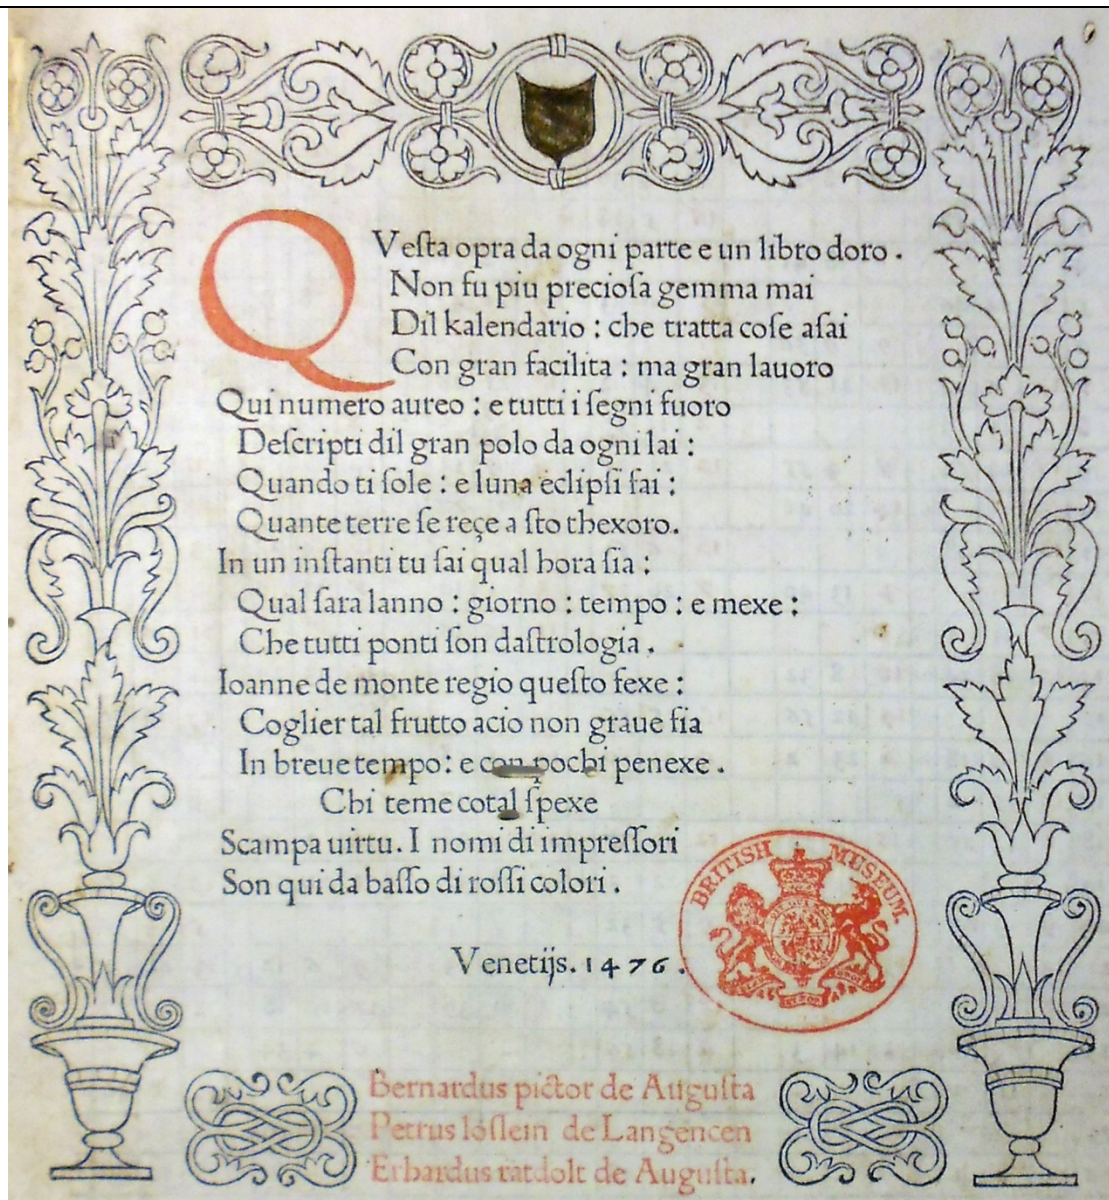 QVeſta opra da ogni parte e un libro doro .
Non fu piu precioſa gemma mai
Dil kalendario : che tratta coſe aſai
Con gran facilita : ma gran lauoro
Qui numero aureo : e tutti i ſegni fuoro
Deſcripti dil gran polo da ogni lai :
Quando ti ſole : e luna eclipſi fai :
Quante terre ſe reçe a ſto thexoro.
In un inſtanti tu ſai qual hora ſia :
Qual ſara lanno : giorno : tempo : e mexe :
Che tutti ponti ſon daſtrologia .
Ioanne de monte regio queſto fexe :
Coglier tal frutto acio non graue ſia
In breue tempo : e con pochi penexe .
Chi teme cotal ſpexe
Scampa uirtu. I nomi di impreſſori
Son qui da baſſo di roſſi colori .
Venetijs. 1476 .
BRITISH MUSEUM
Bernardus pictor de Auguſta
Petrus loſlein de Langencen
Erhardus ratdolt de Auguſta.